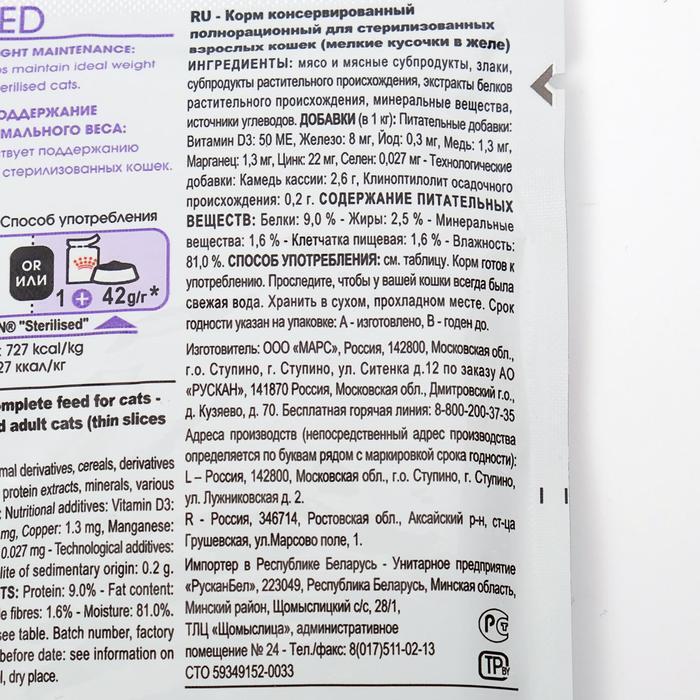 ED
GHT MAINTENANCE:
ps maintain ideal weight
erilised cats.
ОДДЕРЖАНИЕ
МАЛЬНОГО ВЕСА:
ствует поддержанию
стерилизованных кошек.
Способ употребления
OR
ИЛИ
1 + 42g/г*
N® "Sterilised"
: 727 kcal/kg
27 ккал/кг
mplete feed for cats -
d adult cats (thin slices
mal derivatives, cereals, derivatives
protein extracts, minerals, various
: Nutritional additives: Vitamin D3:
mg, Copper: 1.3 mg, Manganese:
0.027 mg - Technological additives:
lite of sedimentary origin: 0.2 g.
TS: Protein: 9.0% - Fat content:
le fibres: 1.6% - Moisture: 81.0%.
see table. Batch number, factory
before date: see information on
l, dry place.
RU - Корм консервированный
полнорационный для стерилизованных
взрослых кошек (мелкие кусочки в желе)
ИНГРЕДИЕНТЫ: мясо и мясные субпродукты, злаки,
субпродукты растительного происхождения, экстракты белков
растительного происхождения, минеральные вещества,
источники углеводов. ДОБАВКИ (в 1 кг): Питательные добавки:
Витамин D3: 50 ME, Железо: 8 мг, Йод: 0,3 мг, Медь: 1,3 мг,
Марганец: 1,3 мг, Цинк: 22 мг, Селен: 0,027 мг - Технологические
добавки: Камедь кассии: 2,6 г, Клиноптилолит осадочного
происхождения: 0,2 г. СОДЕРЖАНИЕ ПИТАТЕЛЬНЫХ
ВЕЩЕСТВ: Белки: 9,0 % - Жиры: 2,5 % - Минеральные
вещества: 1,6 % - Клетчатка пищевая: 1,6 % - Влажность:
81,0 %. СПОСОБ УПОТРЕБЛЕНИЯ: см. таблицу. Корм готов к
употреблению. Проследите, чтобы у вашей кошки всегда была
свежая вода. Хранить в сухом, прохладном месте. Срок
годности указан на упаковке: А - изготовлено, В - годен до.
Изготовитель: ООО «МАРС», Россия, 142800, Московская обл.,
г.о. Ступино, г. Ступино, ул. Ситенка д.12 по заказу АО
«РУСКАН», 141870 Россия, Московская обл., Дмитровский г.о.,
д. Кузяево, д. 70. Бесплатная горячая линия: 8-800-200-37-35
Адреса производств (непосредственный адрес производства
определяется по буквам рядом с маркировкой срока годности):
L – Россия, 142800, Московская обл., г.о. Ступино, г. Ступино,
ул. Лужниковская д. 2.
R - Россия, 346714, Ростовская обл., Аксайский р-н, ст-ца
Грушевская, ул.Марсово поле, 1.
Импортер в Республике Беларусь - Унитарное предприятие
«РусканБел», 223049, Республика Беларусь, Минская область,
Минский район, Щомыслицкий с/с, 28/1,
ТЛЦ «Щомыслица», административное
помещение № 24 - Тел./факс: 8(017)511-02-13
СТО 59349152-0033
РСТ
TP BY